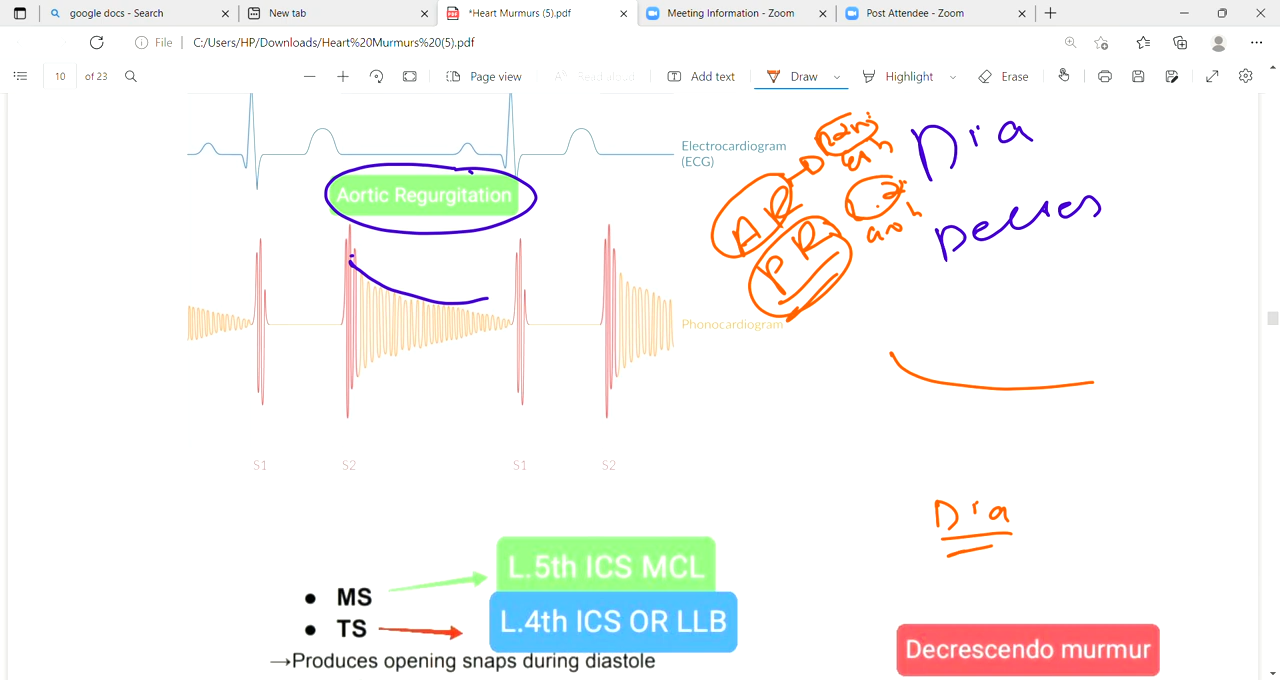 google docs - Search
New tab
*Heart Murmurs (5).pdf
Meeting Information - Zoom
Post Attendee - Zoom
File
C:/Users/HP/Downloads/Heart%20Murmurs%20(5).pdf
10 of 23
Page view
Read aloud
Add text
Draw
Highlight
Erase
Electrocardiogram
(ECG)
Aortic Regurgitation
AR
PR
Dia
Phonocardiogram
S1 S2 S1 S2
Dia
L.5th ICS MCL
MS
L.4th ICS OR LLB
TS
→Produces opening snaps during diastole
Decrescendo murmur